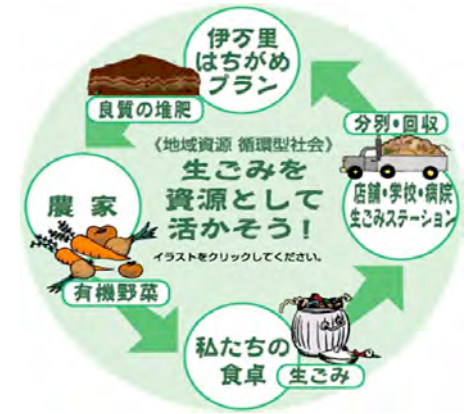 伊万里
はちがめ
プラン
良質の堆肥
分別・回収
《地域資源 循環型社会》
生ごみを
資源として
活かそう!
イラストをクリックしてください。
店舗・学校・病院
生ごみステーション
農家
有機野菜
私たちの
食卓
生ごみ